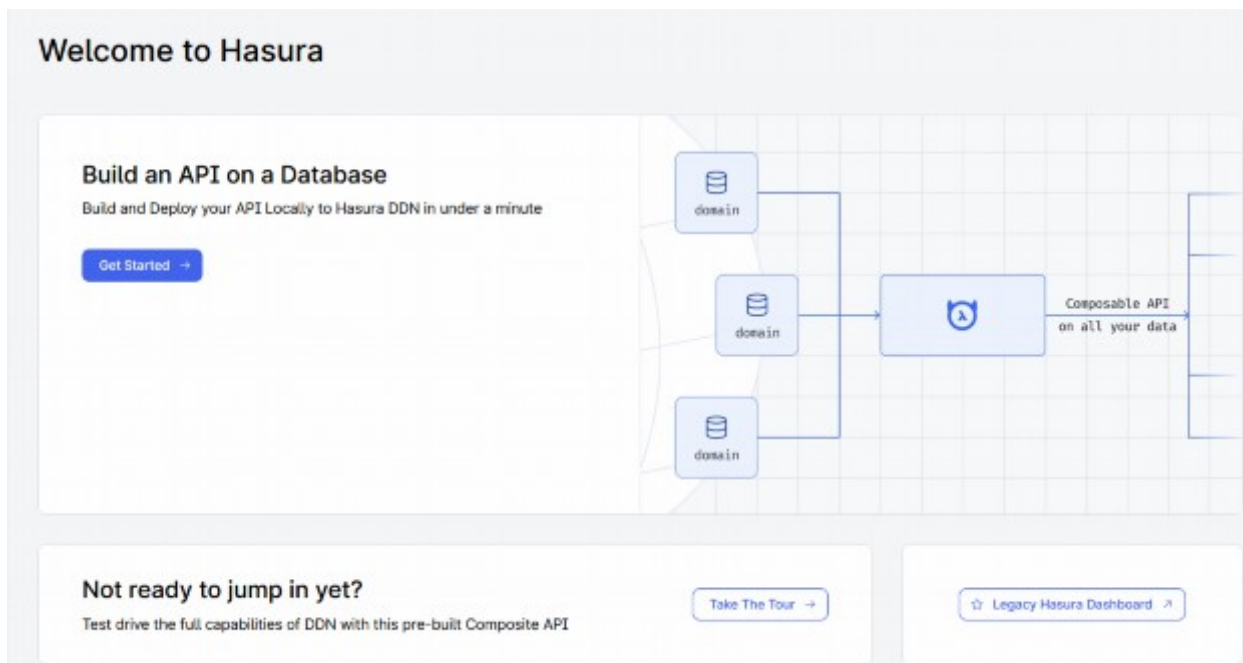 Welcome to Hasura
Build an API on a Database
Build and Deploy your API Locally to Hasura DDN in under a minute
Get Started →
domain
domain
domain
λ
Composable API
on all your data
Not ready to jump in yet?
Test drive the full capabilities of DDN with this pre-built Composite API
Take The Tour →
☆ Legacy Hasura Dashboard ↗